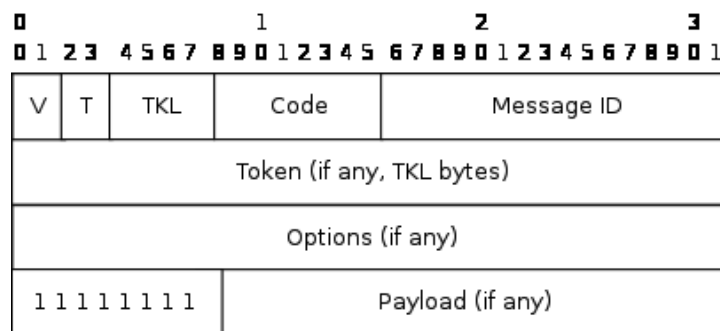 0 1 2 3
0 1 2 3 4 5 6 7 8 9 0 1 2 3 4 5 6 7 8 9 0 1 2 3 4 5 6 7 8 9 0 1
V T TKL Code Message ID
Token (if any, TKL bytes)
Options (if any)
1 1 1 1 1 1 1 1 Payload (if any)